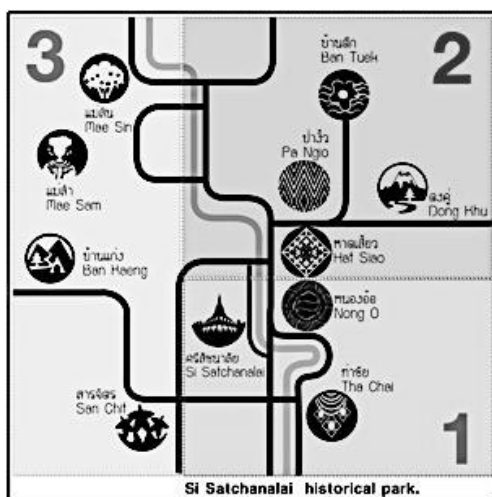 3
2
1
บ้านตึก
Ban Tuek
แม่สิน
Mae Sin
ป่างิ้ว
Pa Ngio
แม่สำ
Mae Sam
ดงคู่
Dong Khu
บ้านแก่ง
Ban Kaeng
หาดเสี้ยว
Hat Siao
หนองอ้อ
Nong O
ศรีสัชนาลัย
Si Satchanalai
ท่าชัย
Tha Chai
สารจิตร
San Chit
Si Satchanalai historical park.